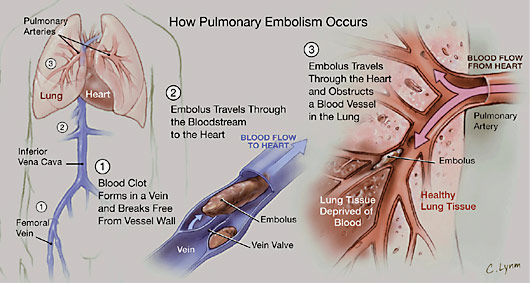 How Pulmonary Embolism Occurs
Pulmonary
Arteries
3
Lung
Heart
2
Inferior
Vena Cava
1
Femoral
Vein
1
Blood Clot
Forms in a Vein
and Breaks Free
From Vessel Wall
2
Embolus Travels Through
the Bloodstream
to the Heart
BLOOD FLOW
TO HEART
Embolus
Vein Valve
Vein
3
Embolus Travels
Through the Heart
and Obstructs
a Blood Vessel
in the Lung
BLOOD FLOW
FROM HEART
Pulmonary
Artery
Embolus
Lung Tissue
Deprived of
Blood
Healthy
Lung Tissue
C. Lynm